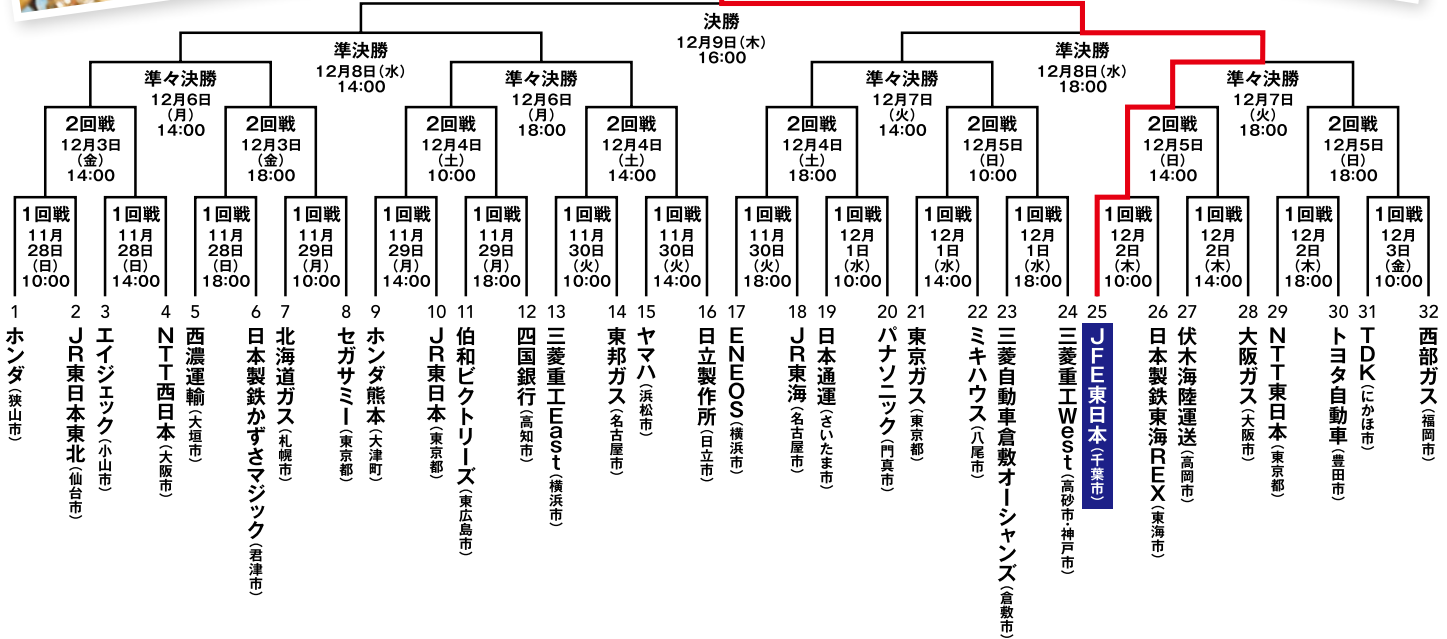 決勝
12月9日(木)
16:00
準決勝
12月8日(水)
14:00
準決勝
12月8日(水)
18:00
準々決勝
12月6日
(月)
14:00
準々決勝
12月6日
(月)
18:00
準々決勝
12月7日
(火)
14:00
準々決勝
12月7日
(火)
18:00
2回戦
12月3日
(金)
14:00
2回戦
12月3日
(金)
18:00
2回戦
12月4日
(土)
10:00
2回戦
12月4日
(土)
14:00
2回戦
12月4日
(土)
18:00
2回戦
12月5日
(日)
10:00
2回戦
12月5日
(日)
14:00
2回戦
12月5日
(日)
18:00
1回戦
11月
28日
(日)
10:00
1回戦
11月
28日
(日)
14:00
1回戦
11月
28日
(日)
18:00
1回戦
11月
29日
(月)
10:00
1回戦
11月
29日
(月)
14:00
1回戦
11月
29日
(月)
18:00
1回戦
11月
30日
(火)
10:00
1回戦
11月
30日
(火)
14:00
1回戦
11月
30日
(火)
18:00
1回戦
12月
1日
(水)
10:00
1回戦
12月
1日
(水)
14:00
1回戦
12月
1日
(水)
18:00
1回戦
12月
2日
(木)
10:00
1回戦
12月
2日
(木)
14:00
1回戦
12月
2日
(木)
18:00
1回戦
12月
3日
(金)
10:00
1
ホンダ(狭山市)
2
JR東日本東北(仙台市)
3
エイジェック(小山市)
4
NTT西日本(大阪市)
5
西濃運輸(大垣市)
6
日本製鉄かずさマジック(君津市)
7
北海道ガス(札幌市)
8
セガサミー(東京都)
9
ホンダ熊本(大津町)
10
JR東日本(東京都)
11
伯和ビクトリーズ(東広島市)
12
四国銀行(高知市)
13
三菱重工East(横浜市)
14
東邦ガス(名古屋市)
15
ヤマハ(浜松市)
16
日立製作所(日立市)
17
ENEOS(横浜市)
18
JR東海(名古屋市)
19
日本通運(さいたま市)
20
パナソニック(門真市)
21
東京ガス(東京都)
22
ミキハウス(八尾市)
23
三菱自動車倉敷オーシャンズ(倉敷市)
24
三菱重工West(高砂市・神戸市)
25
JFE東日本(千葉市)
26
日本製鉄東海REX(東海市)
27
伏木海陸運送(高岡市)
28
大阪ガス(大阪市)
29
NTT東日本(東京都)
30
トヨタ自動車(豊田市)
31
TDK(にかほ市)
32
西部ガス(福岡市)